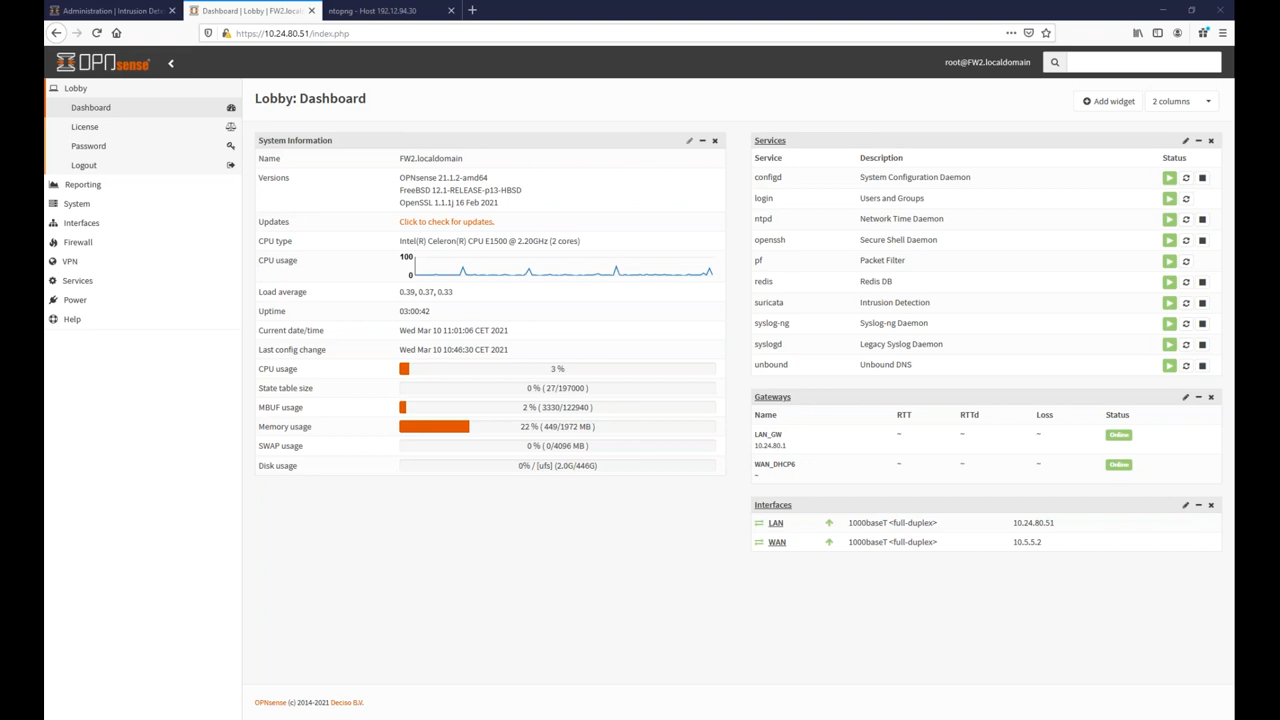 Administration | Intrusion Dete
Dashboard | Lobby | FW2.local
ntopng - Host 192.12.94.30
https://10.24.80.51/index.php
OPNsense
root@FW2.localdomain
Lobby
Dashboard
License
Password
Logout
Reporting
System
Interfaces
Firewall
VPN
Services
Power
Help
Lobby: Dashboard
Add widget
2 columns
System Information
Name FW2.localdomain
Versions OPNsense 21.1.2-amd64
FreeBSD 12.1-RELEASE-p13-HBSD
OpenSSL 1.1.1j 16 Feb 2021
Updates Click to check for updates.
CPU type Intel(R) Celeron(R) CPU E1500 @ 2.20GHz (2 cores)
CPU usage 100
0
Load average 0.39, 0.37, 0.33
Uptime 03:00:42
Current date/time Wed Mar 10 11:01:06 CET 2021
Last config change Wed Mar 10 10:46:30 CET 2021
CPU usage 3 %
State table size 0 % ( 27/197000 )
MBUF usage 2 % ( 3330/122940 )
Memory usage 22 % ( 449/1972 MB )
SWAP usage 0 % ( 0/4096 MB )
Disk usage 0% / [ufs] (2.0G/446G)
Services
Service Description Status
configd System Configuration Daemon
login Users and Groups
ntpd Network Time Daemon
openssh Secure Shell Daemon
pf Packet Filter
redis Redis DB
suricata Intrusion Detection
syslog-ng Syslog-ng Daemon
syslogd Legacy Syslog Daemon
unbound Unbound DNS
Gateways
Name RTT RTTd Loss Status
LAN_GW ~ ~ ~ Online
10.24.80.1
WAN_DHCP6 ~ ~ ~ Online
~
Interfaces
LAN 1000baseT <full-duplex> 10.24.80.51
WAN 1000baseT <full-duplex> 10.5.5.2
OPNsense (c) 2014-2021 Deciso B.V.